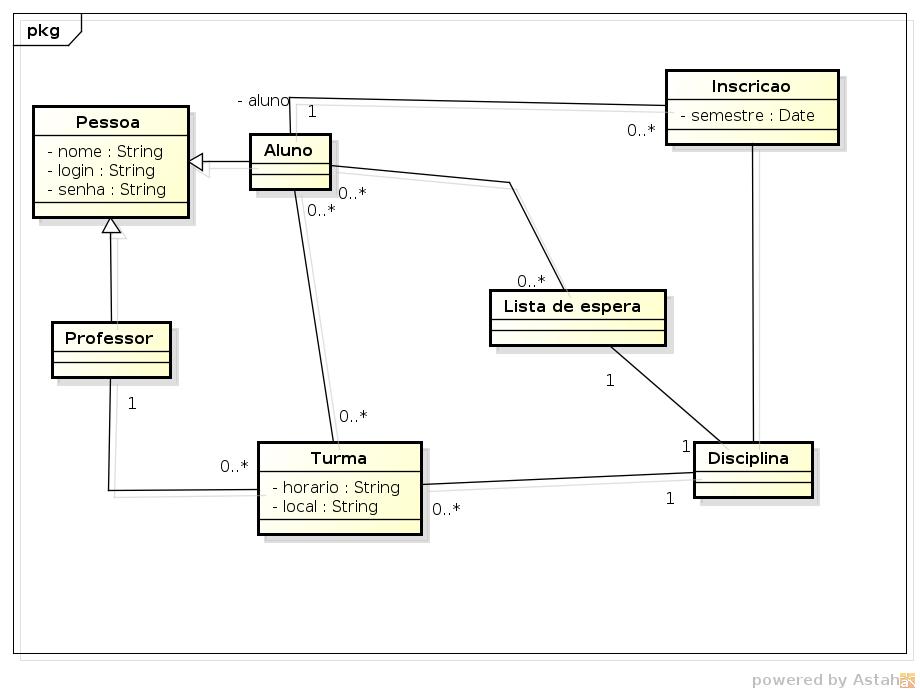 pkg
Inscricao
- semestre : Date
- aluno
1
0..*
Pessoa
- nome : String
- login : String
- senha : String
Aluno
0..*
0..*
0..*
Lista de espera
1
Professor
1
0..*
0..*
Turma
- horario : String
- local : String
0..*
1
Disciplina
1
powered by Astah